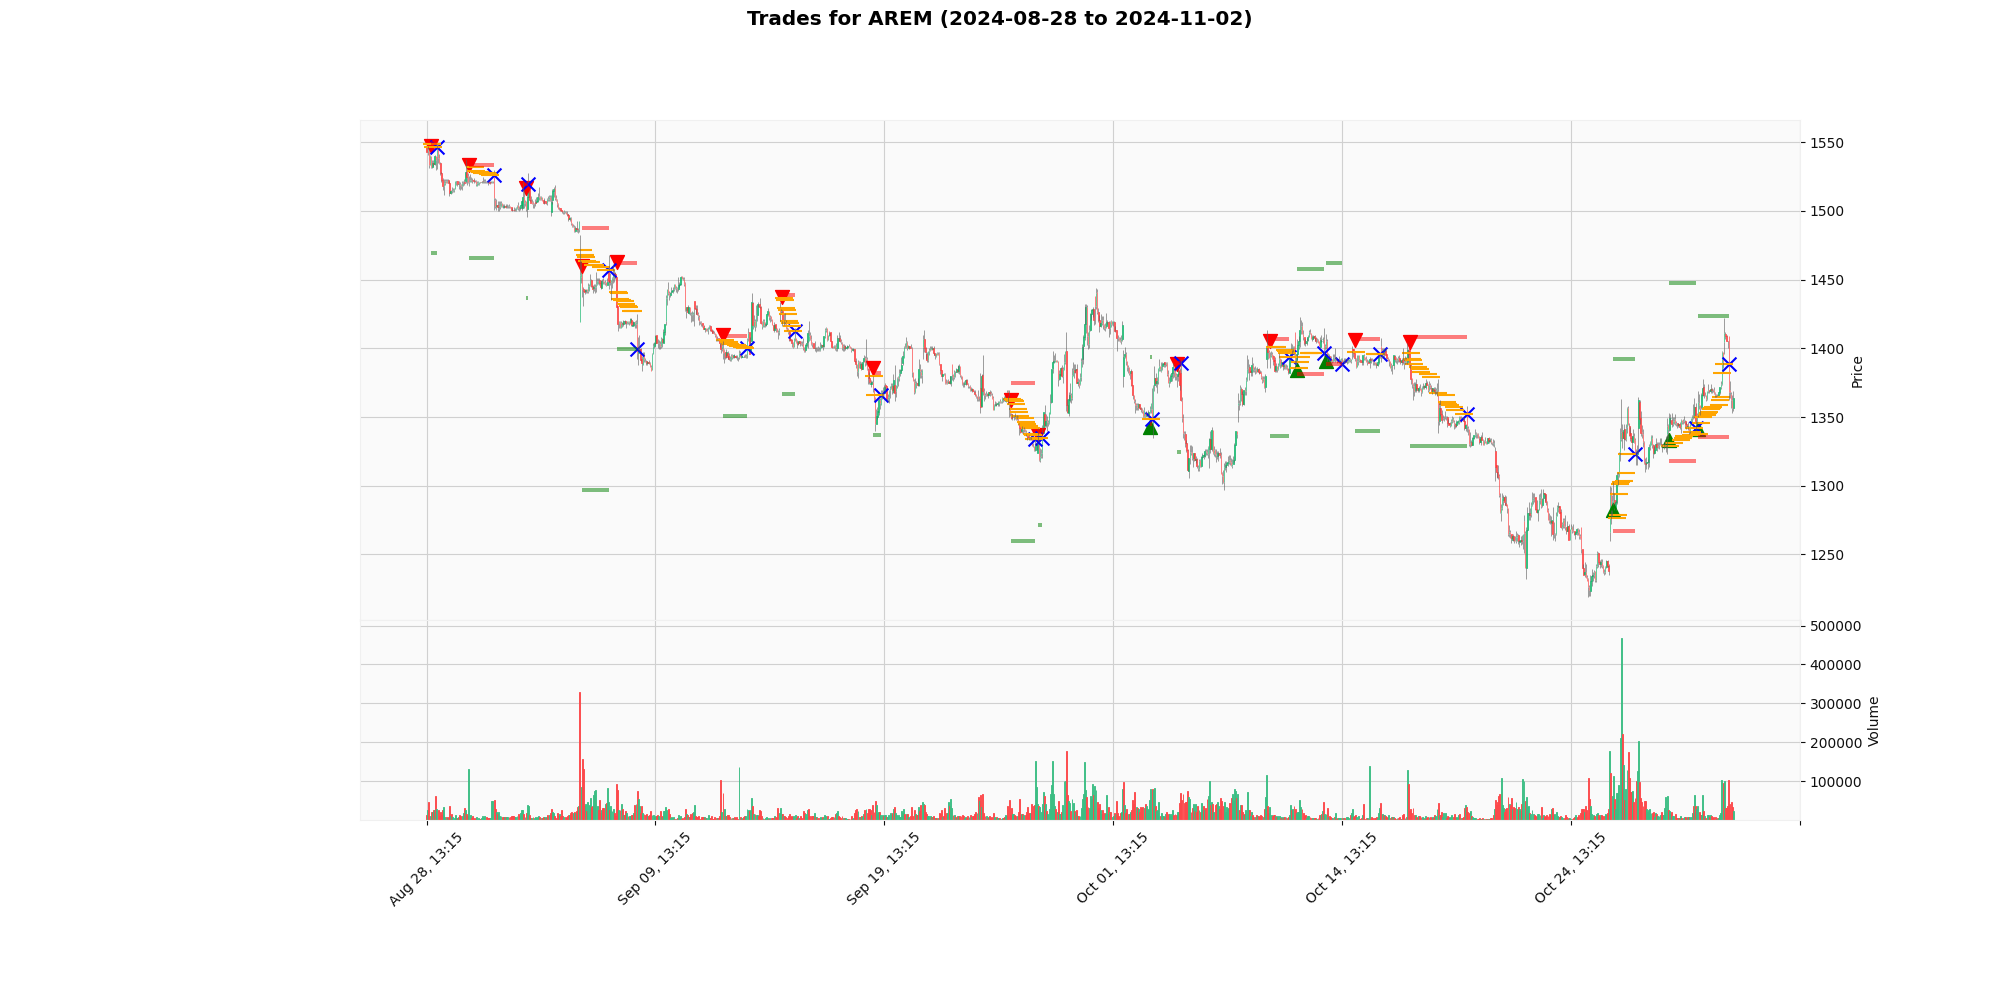 Trades for AREM (2024-08-28 to 2024-11-02)
1550
1500
1450
1400
1350
1300
1250
Price
500000
400000
300000
200000
100000
Volume
Aug 28, 13:15
Sep 09, 13:15
Sep 19, 13:15
Oct 01, 13:15
Oct 14, 13:15
Oct 24, 13:15